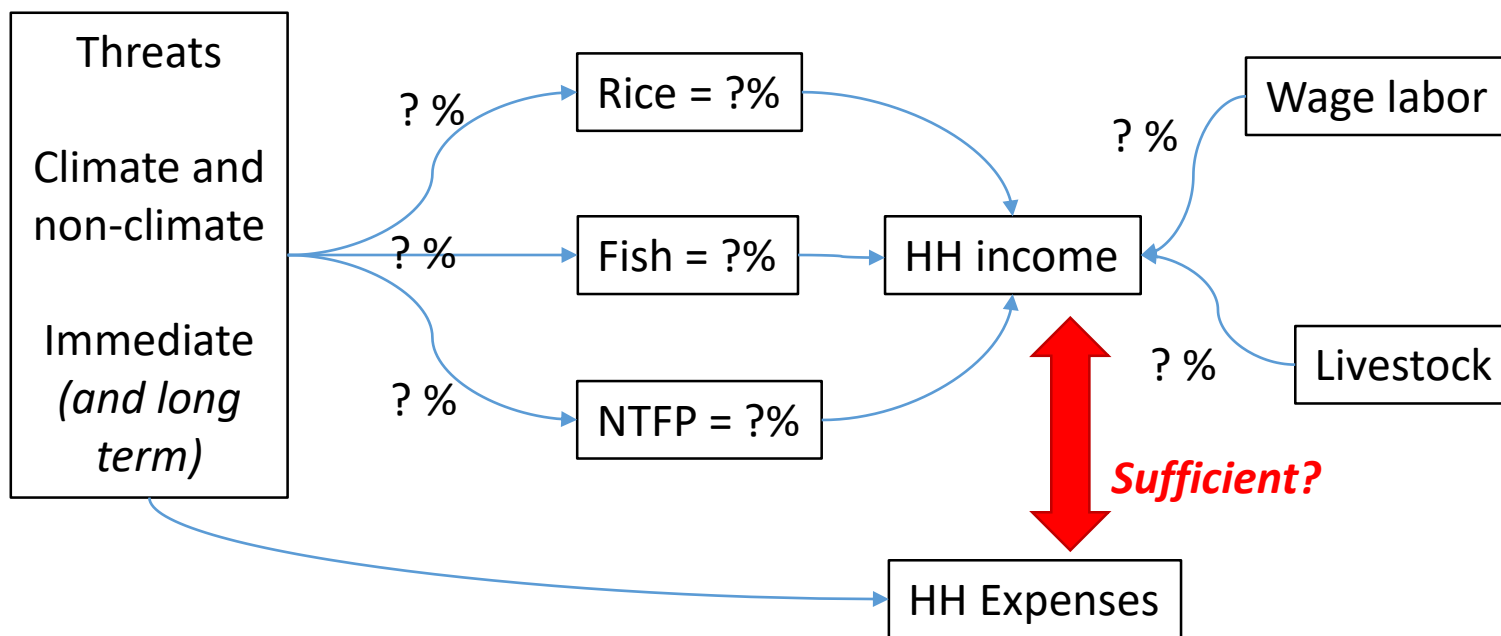 Threats
Climate and
non-climate
Immediate
(and long
term)
? %
Rice = ?%
? %
Fish = ?%
? %
NTFP = ?%
HH income
? %
Wage labor
? %
Livestock
Sufficient?
HH Expenses